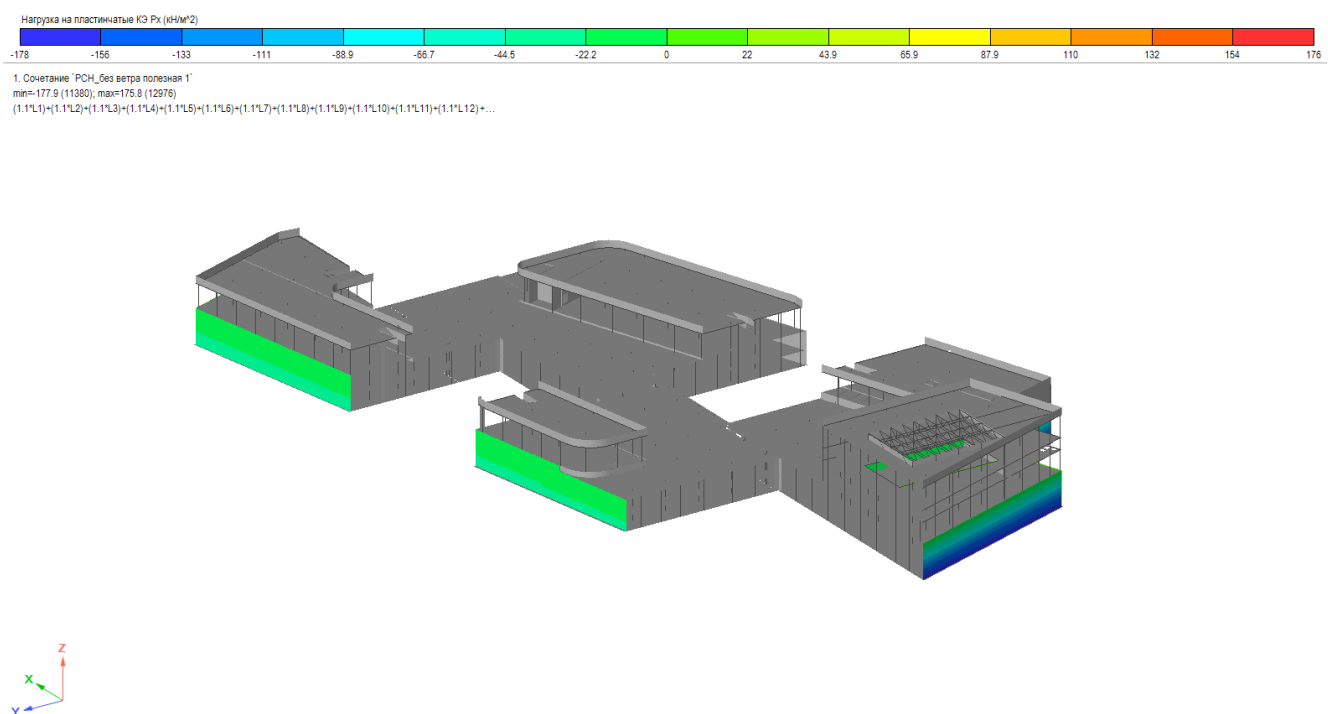 Нагрузка на пластинчатые КЭ Px (кН/м^2)
-178 -156 -133 -111 -88.9 -66.7 -44.5 -22.2 0 22 43.9 65.9 87.9 110 132 154 176
1. Сочетание `РСН_без ветра полезная 1`
min=-177.9 (11380); max=175.8 (12976)
(1.1*L1)+(1.1*L2)+(1.1*L3)+(1.1*L4)+(1.1*L5)+(1.1*L6)+(1.1*L7)+(1.1*L8)+(1.1*L9)+(1.1*L10)+(1.1*L11)+(1.1*L12)+...
Z
X
Y